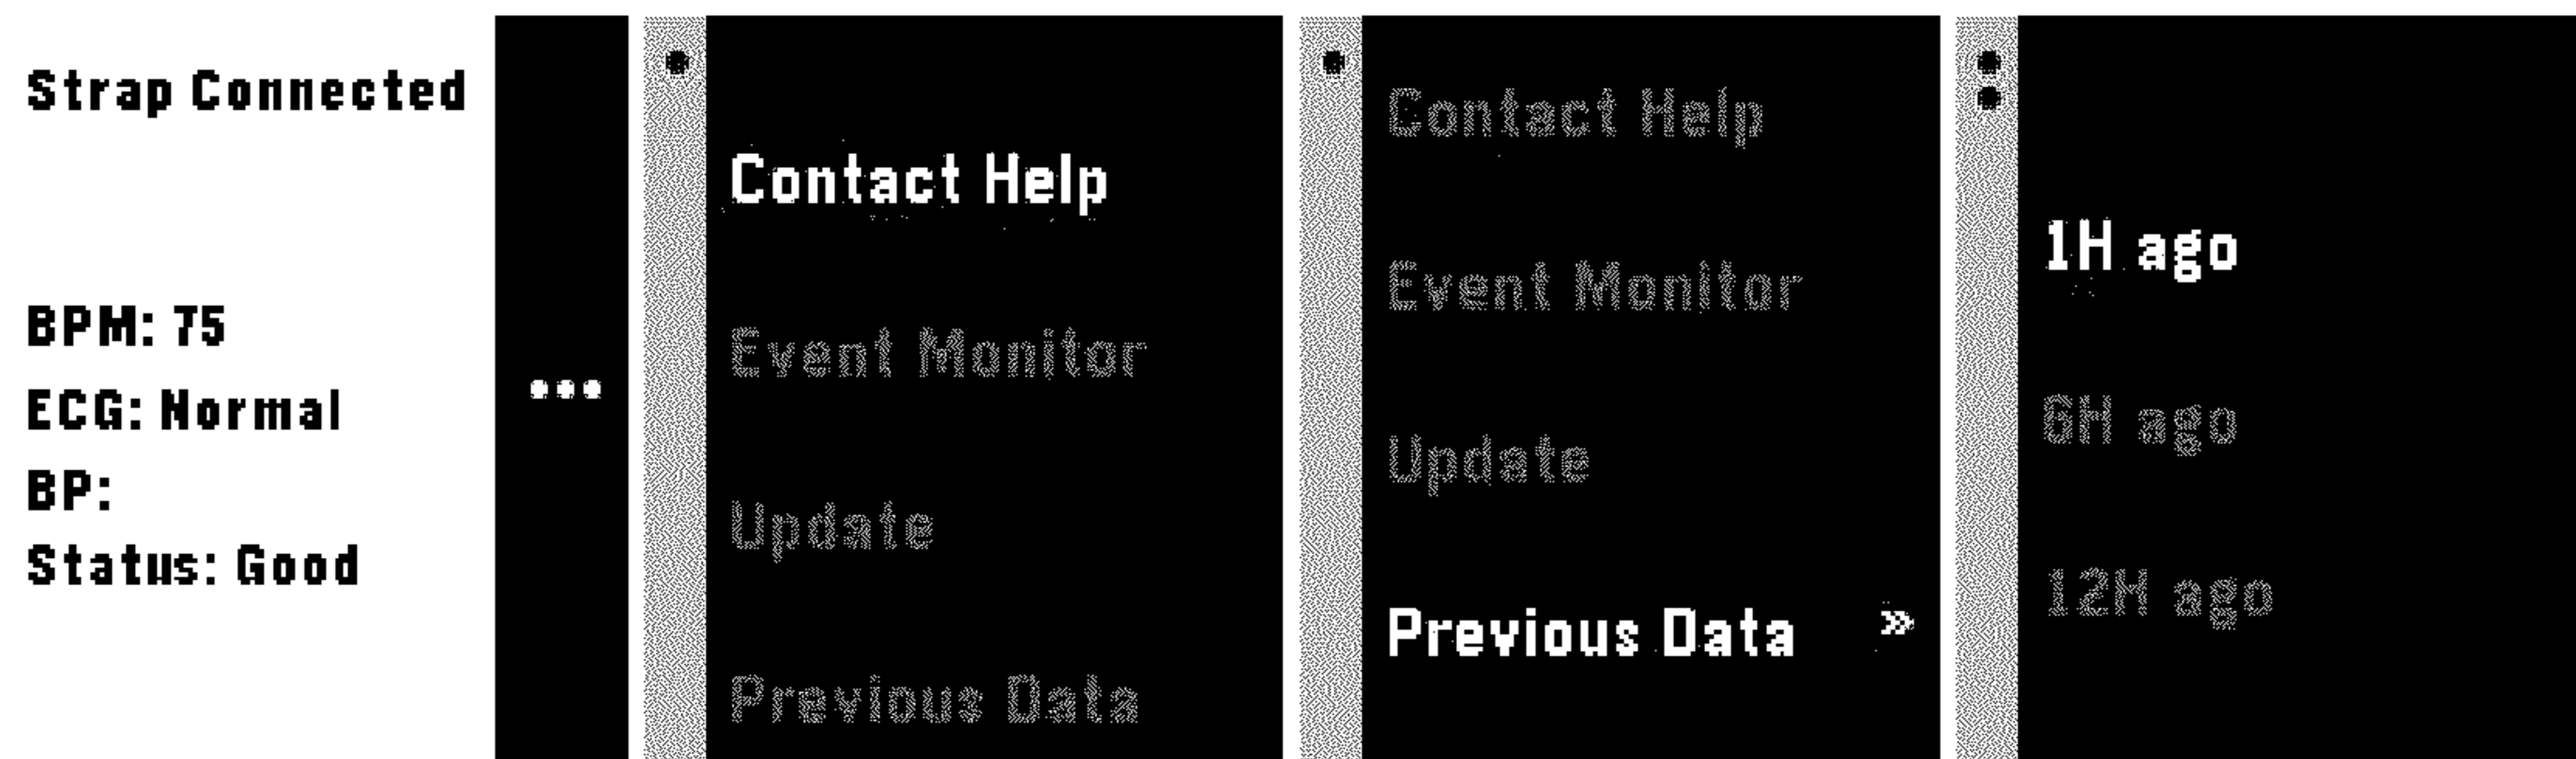 Strap Connected
BPM: 75
ECG: Normal
BP:
Status: Good
Contact Help
Event Monitor
Update
Previous Data
Contact Help
Event Monitor
Update
Previous Data »
1H ago
6H ago
12H ago